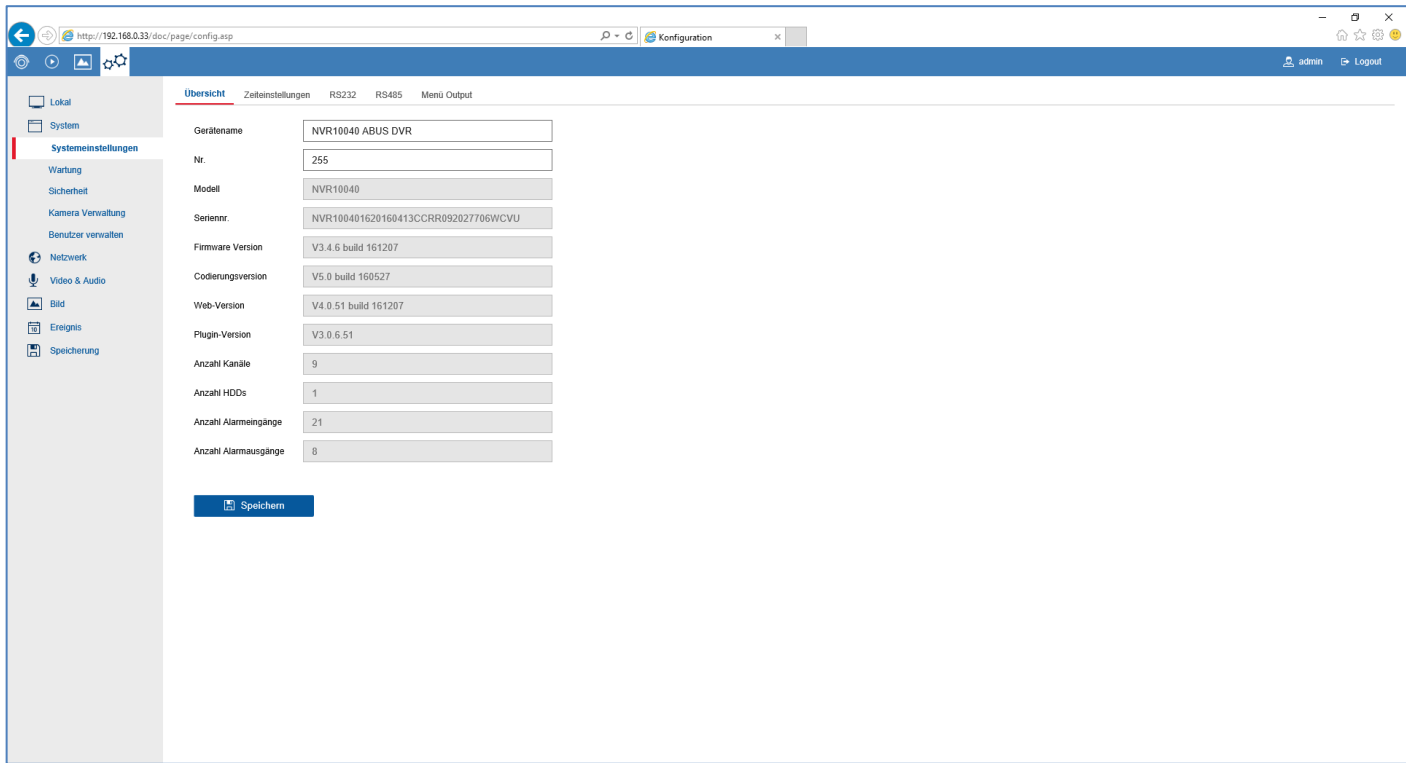 http://192.168.0.33/doc/page/config.asp
Konfiguration
admin
Logout
Lokal
System
Systemeinstellungen
Wartung
Sicherheit
Kamera Verwaltung
Benutzer verwalten
Netzwerk
Video & Audio
Bild
10
Ereignis
Speicherung
Übersicht Zeiteinstellungen RS232 RS485 Menü Output
Gerätename NVR10040 ABUS DVR
Nr. 255
Modell NVR10040
Seriennr. NVR100401620160413CCRR092027706WCVU
Firmware Version V3.4.6 build 161207
Codierungsversion V5.0 build 160527
Web-Version V4.0.51 build 161207
Plugin-Version V3.0.6.51
Anzahl Kanäle 9
Anzahl HDDs 1
Anzahl Alarmeingänge 21
Anzahl Alarmausgänge 8
Speichern